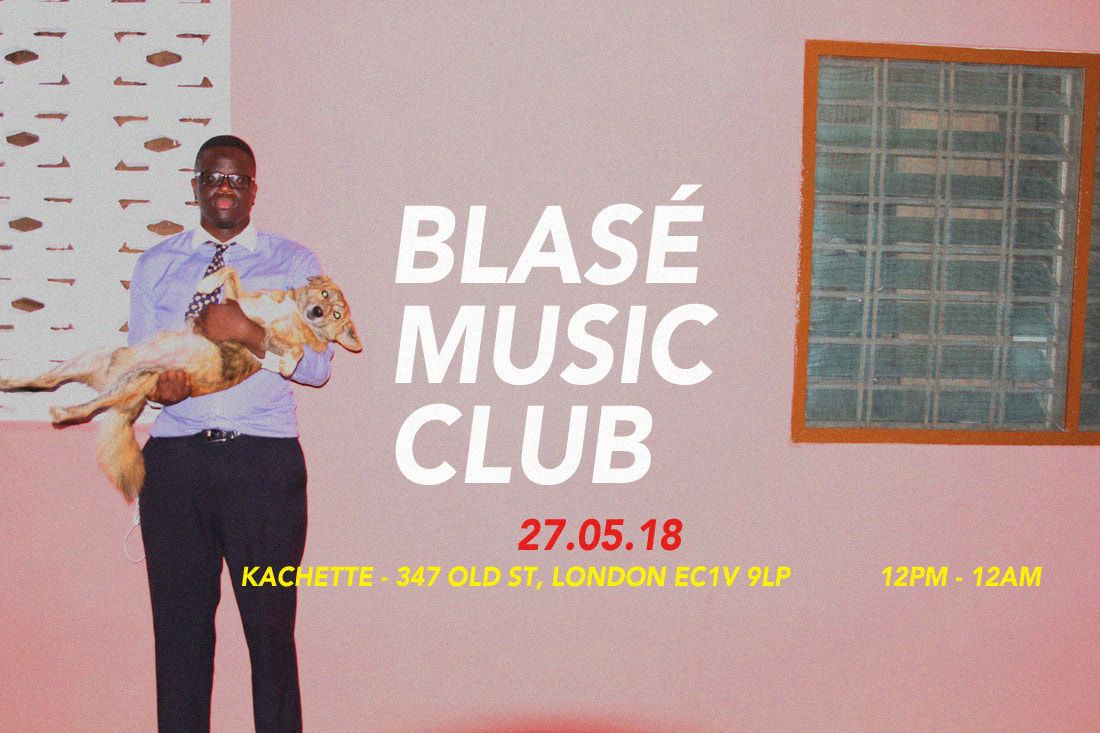 BLASÉ
MUSIC
CLUB
27.05.18
KACHETTE - 347 OLD ST, LONDON EC1V 9LP 12PM - 12AM